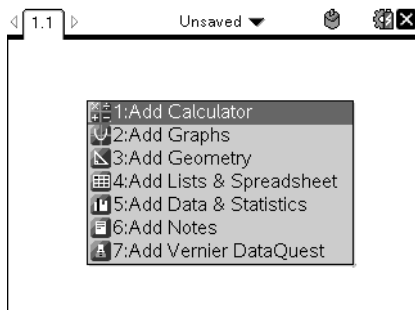 1.1 Unsaved
1:Add Calculator
2:Add Graphs
3:Add Geometry
4:Add Lists & Spreadsheet
5:Add Data & Statistics
6:Add Notes
7:Add Vernier DataQuest